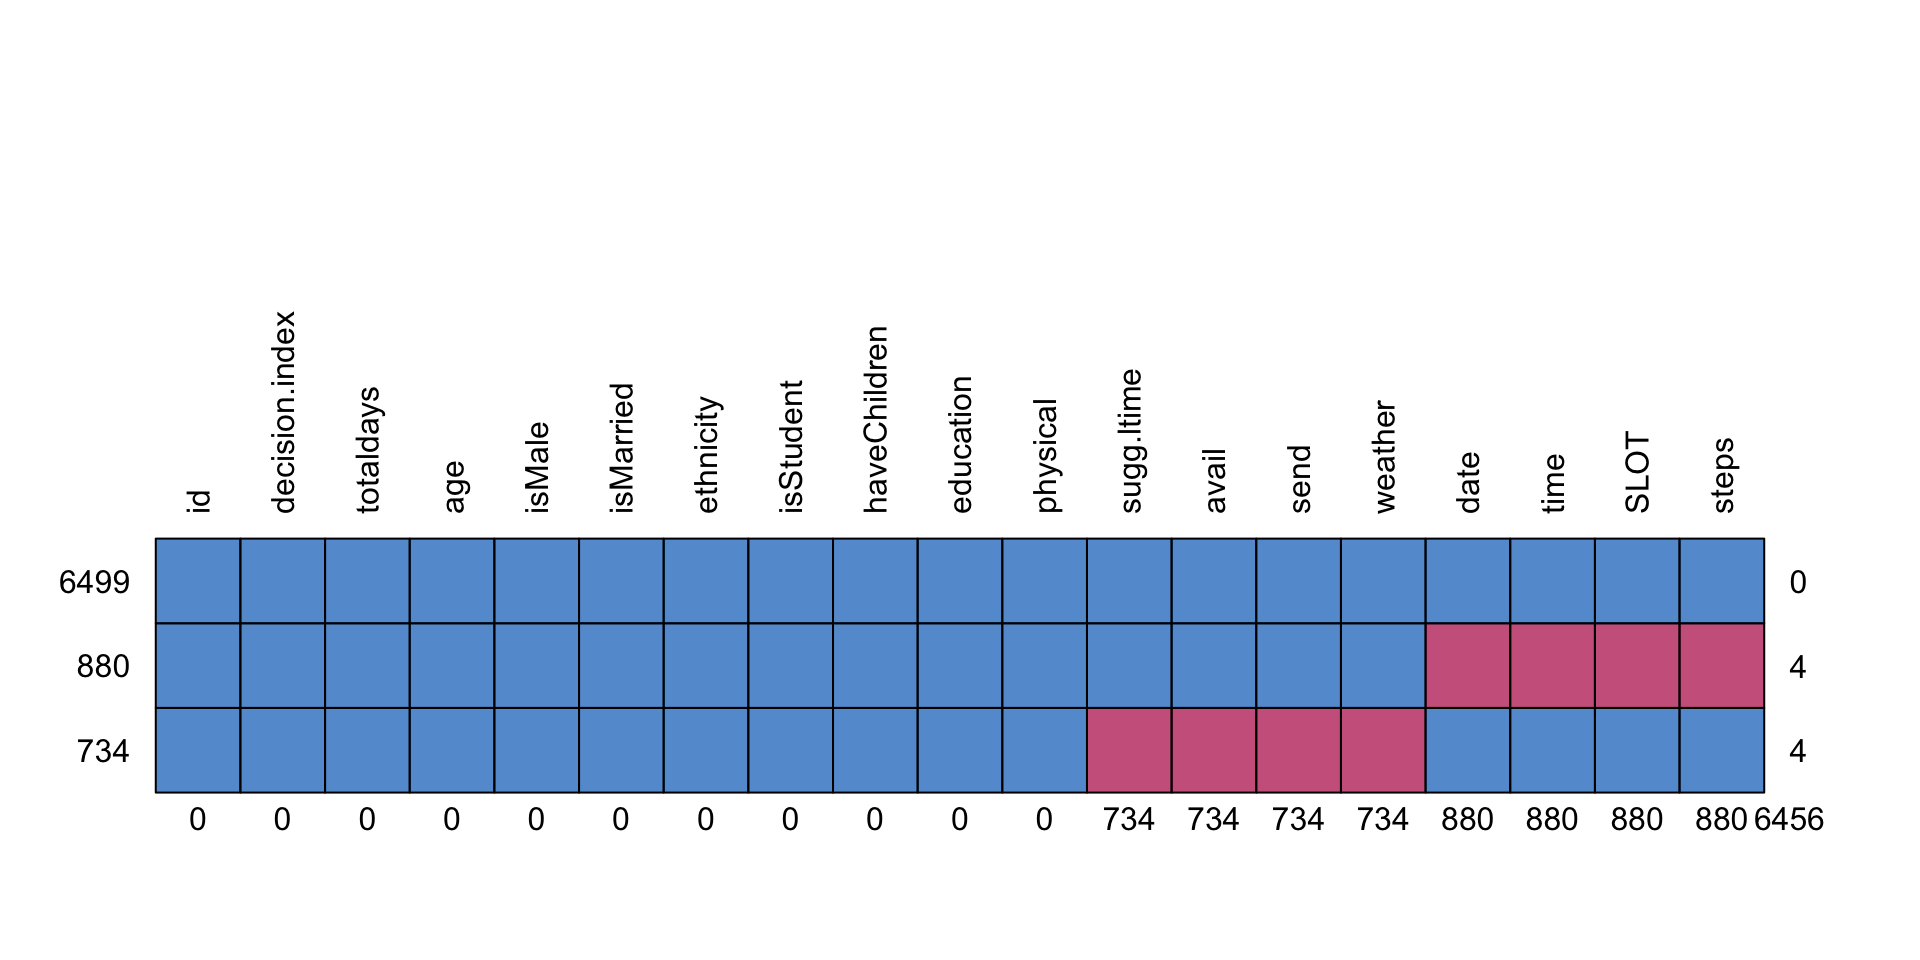 id decision.index totaldays age isMale isMarried ethnicity isStudent haveChildren education physical sugg.ltime avail send weather date time SLOT steps
6499 0
880 4
734 4
0 0 0 0 0 0 0 0 0 0 0 734 734 734 734 880 880 880 880 6456